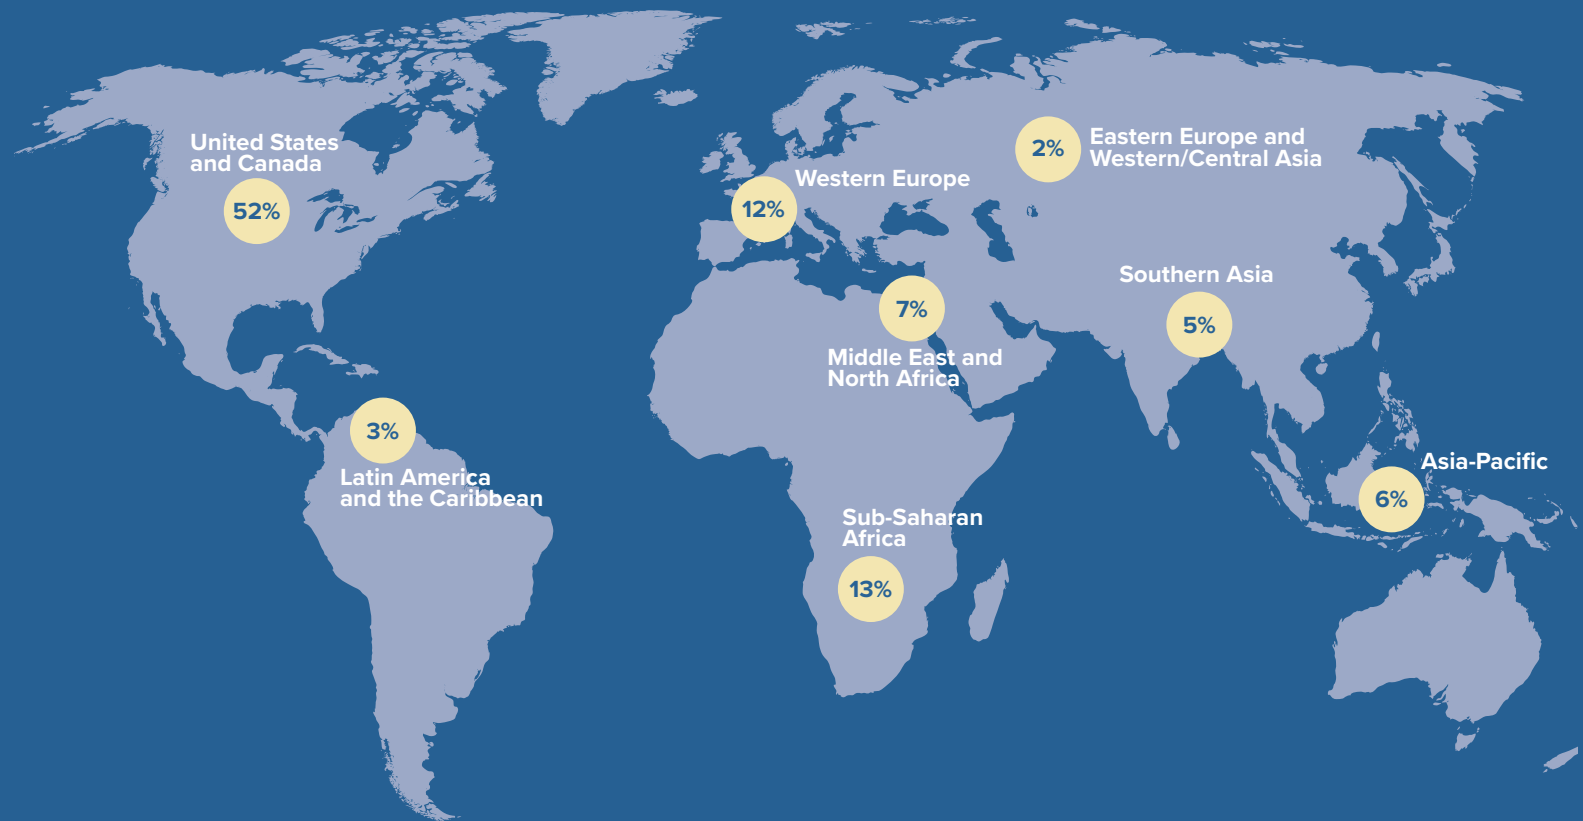 United States
and Canada
52%
Western Europe
12%
2%
Eastern Europe and
Western/Central Asia
Southern Asia
5%
7%
Middle East and
North Africa
3%
Latin America
and the Caribbean
Asia-Pacific
6%
Sub-Saharan
Africa
13%